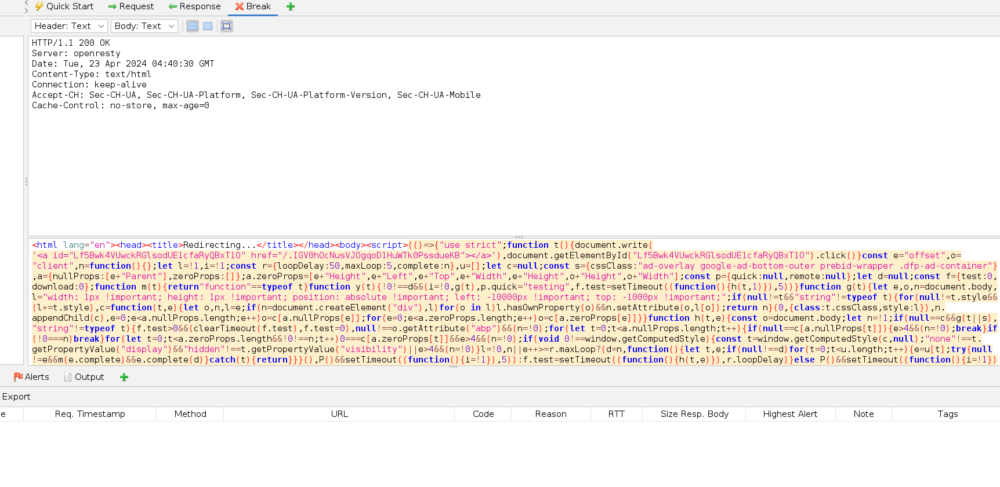 Quick Start Request Response Break
Header: Text Body: Text
HTTP/1.1 200 OK
Server: openresty
Date: Tue, 23 Apr 2024 04:40:30 GMT
Content-Type: text/html
Connection: keep-alive
Accept-CH: Sec-CH-UA, Sec-CH-UA-Platform, Sec-CH-UA-Platform-Version, Sec-CH-UA-Mobile
Cache-Control: no-store, max-age=0
<html lang="en"><head><title>Redirecting...</title></head><body><script>(()=>{"use strict";function t(){document.write(
'<a id="Lf5Bwk4VUwckRGlsodUE1cfaRyQBxT1O" href="/.IGV0hOcNusVJOgqoD1HuWTk0PssdueKB"></a>'),document.getElementById("Lf5Bwk4VUwckRGlsodUE1cfaRyQBxT1O").click()}const e="offset",o=
"client",n=function(){};let l=!1,i=!1;const r={loopDelay:50,maxLoop:5,complete:n},u=[];let c=null;const s={cssClass:"ad-overlay google-ad-bottom-outer prebid-wrapper .dfp-ad-container"}
,a={nullProps:[e+"Parent"],zeroProps:[]};a.zeroProps=[e+"Height",e+"Left",e+"Top",e+"Width",e+"Height",o+"Height",o+"Width"];const p={quick:null,remote:null};let d=null;const f={test:0,
download:0};function m(t){return"function"==typeof t}function y(t){!0!==d&&(i=!0,g(t),p.quick="testing",f.test=setTimeout((function(){h(t,1)}),5))}function g(t){let e,o,n=document.body,
l="width: 1px !important; height: 1px !important; position: absolute !important; left: -10000px !important; top: -1000px !important;";if(null!=t&&"string"!=typeof t){for(null!=t.style&&
(l+=t.style),c=function(t,e){let o,n,l=e;if(n=document.createElement("div"),l)for(o in l)l.hasOwnProperty(o)&&n.setAttribute(o,l[o]);return n}(0,{class:t.cssClass,style:l}),n.
appendChild(c),e=0;e<a.nullProps.length;e++)o=c[a.nullProps[e]];for(e=0;e<a.zeroProps.length;e++)o=c[a.zeroProps[e]]}}function h(t,e){const o=document.body;let n=!1;if(null==c&&g(t||s),
"string"!=typeof t){f.test>0&&(clearTimeout(f.test),f.test=0),null!==o.getAttribute("abp")&&(n=!0);for(let t=0;t<a.nullProps.length;t++){if(null==c[a.nullProps[t]]){e>4&&(n=!0);break}if
(!0===n)break}for(let t=0;t<a.zeroProps.length&&!0!==n;t++)0===c[a.zeroProps[t]]&&e>4&&(n=!0);if(void 0!==window.getComputedStyle){const t=window.getComputedStyle(c,null);"none"!==t.
getPropertyValue("display")&&"hidden"!==t.getPropertyValue("visibility")||e>4&&(n=!0)}l=!0,n||e++>=r.maxLoop?(d=n,function(){let t,e;if(null!==d)for(t=0;t<u.length;t++){e=u[t];try{null
!=e&&m(e.complete)&&e.complete(d)}catch(t){return}}}(),P()&&setTimeout((function(){i=!1}),5)):f.test=setTimeout((function(){h(t,e)}),r.loopDelay)}else P()&&setTimeout((function(){i=!1})
Alerts Output
Export
e Req. Timestamp Method URL Code Reason RTT Size Resp. Body Highest Alert Note Tags